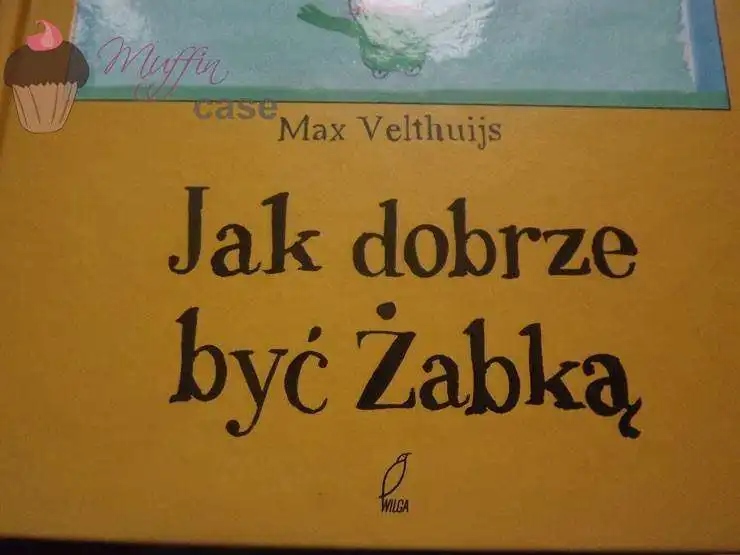 Muffin
case
Max Velthuijs
Jak dobrze
być Żabką
WILGA